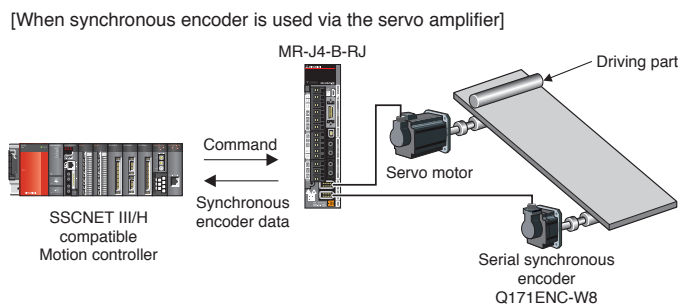 [When synchronous encoder is used via the servo amplifier]
MR-J4-B-RJ
Driving part
Command
Servo motor
Synchronous
encoder data
SSCNET III/H
compatible
Motion controller
Serial synchronous
encoder
Q171ENC-W8